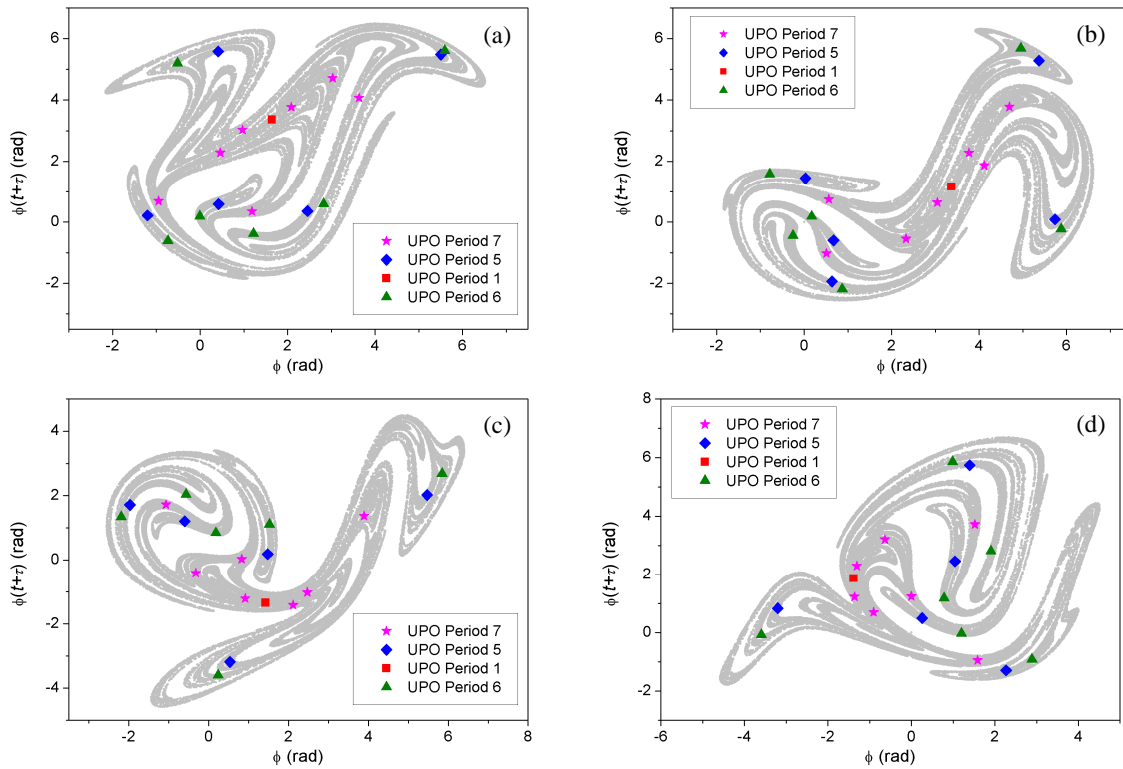 (a)
6
4
2
0
-2
ϕ(t+τ) (rad)
UPO Period 7
UPO Period 5
UPO Period 1
UPO Period 6
-2 0 2 4 6
ϕ (rad)
(b)
UPO Period 7
UPO Period 5
UPO Period 1
UPO Period 6
6
4
2
0
-2
ϕ(t+τ) (rad)
-2 0 2 4 6
ϕ (rad)
(c)
4
2
0
-2
-4
ϕ(t+τ) (rad)
UPO Period 7
UPO Period 5
UPO Period 1
UPO Period 6
-4 -2 0 2 4 6 8
ϕ (rad)
(d)
UPO Period 7
UPO Period 5
UPO Period 1
UPO Period 6
8
6
4
2
0
-2
ϕ(t+τ) (rad)
-6 -4 -2 0 2 4 6
ϕ (rad)